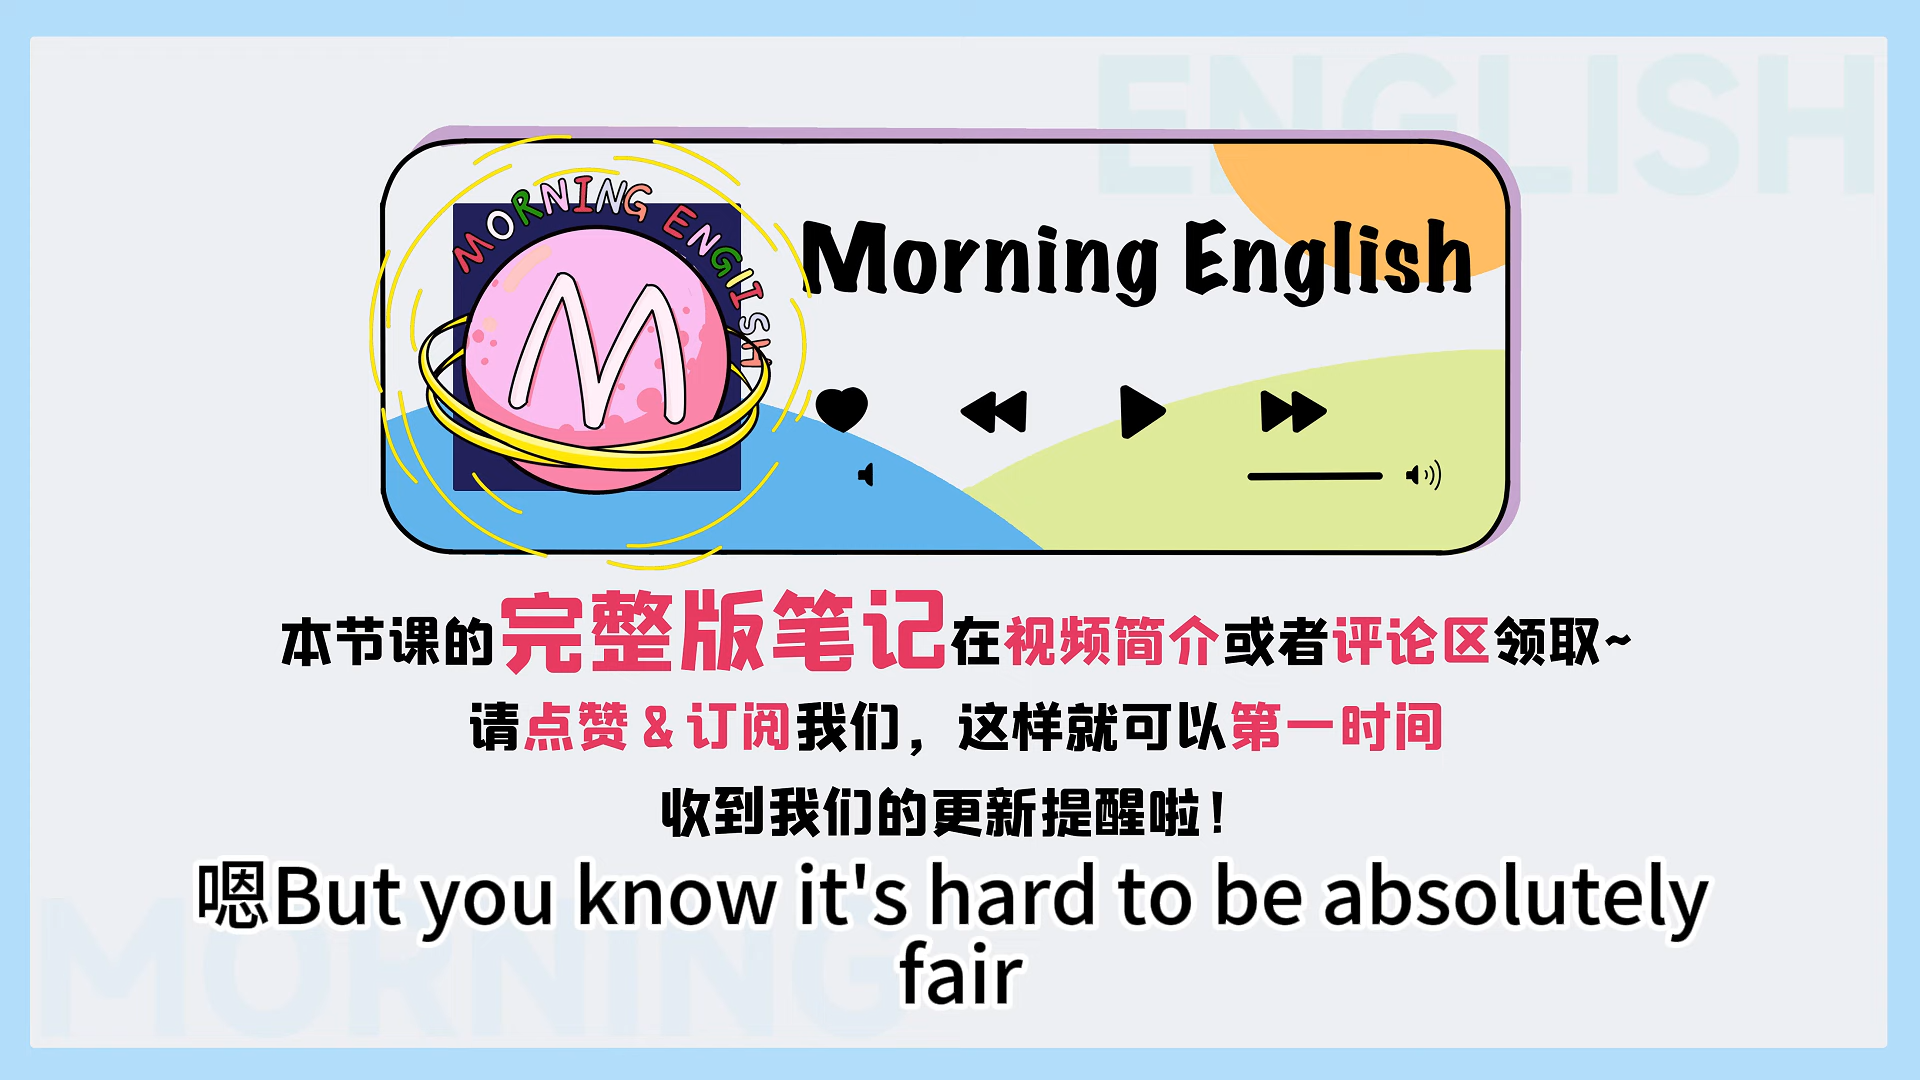 ENGLISH
MORNING ENGLISH
M
Morning English
本节课的完整版笔记在视频简介或者评论区领取~
请点赞&订阅我们，这样就可以第一时间
收到我们的更新提醒啦！
嗯But you know it's hard to be absolutely
fair
MORNING